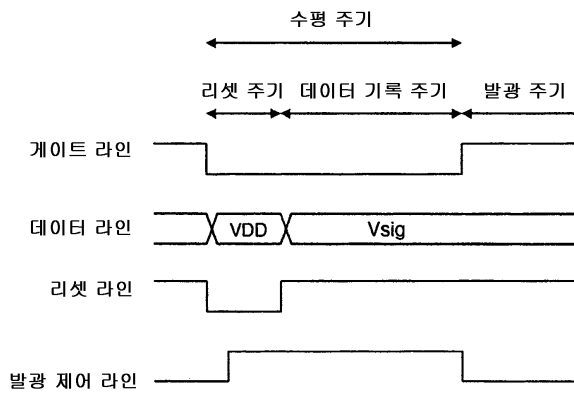 수평 주기
리셋 주기 데이터 기록 주기 발광 주기
게이트 라인
데이터 라인 VDD Vsig
리셋 라인
발광 제어 라인